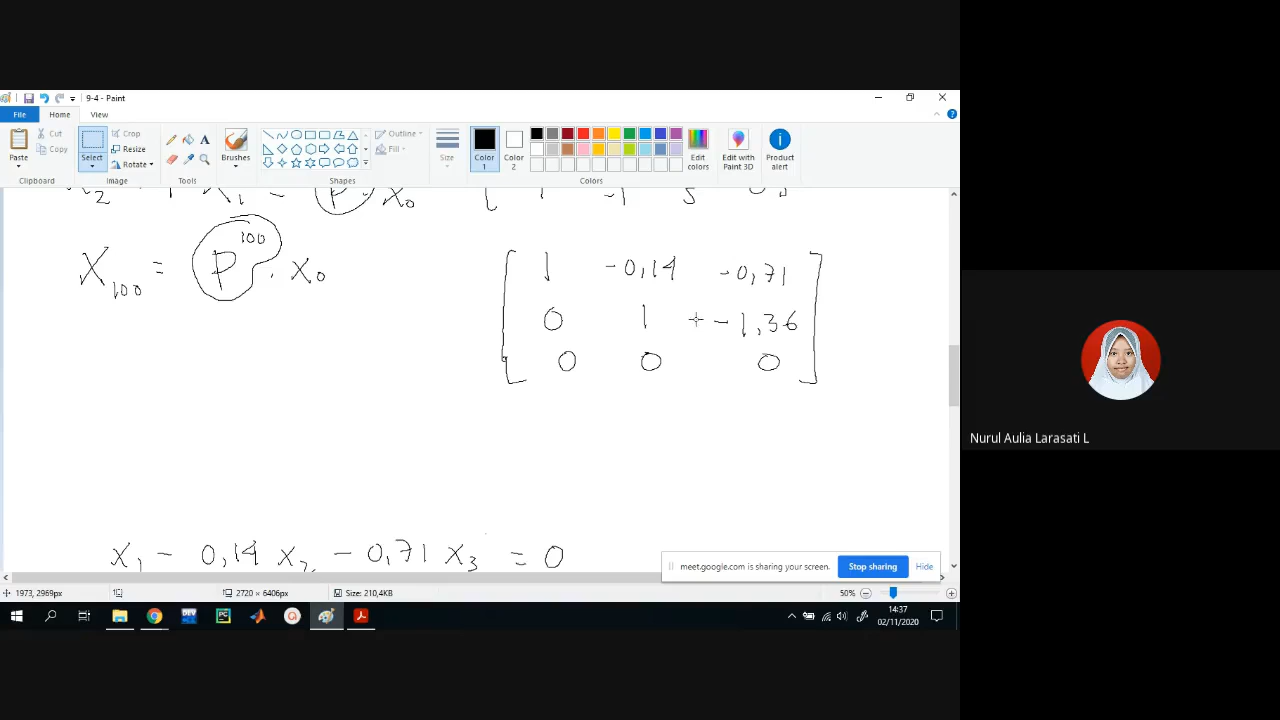 9-4 - Paint
File Home View
Paste Cut Copy Clipboard
Select Crop Resize Rotate Image
Tools
Brushes
Outline Fill Shapes
Size
Color 1 Color 2 Edit colors Edit with Paint 3D Product alert
Colors
X₁₀₀ = P¹⁰⁰ . X₀
1 -0,14 -0,71
0 1 -1,36
0 0 0
x₁ - 0,14 x₂ - 0,71 x₃ = 0
meet.google.com is sharing your screen. Stop sharing Hide
1973, 2969px 2720 × 6406px Size: 210,4KB 50%
14:37
02/11/2020
Nurul Aulia Larasati L